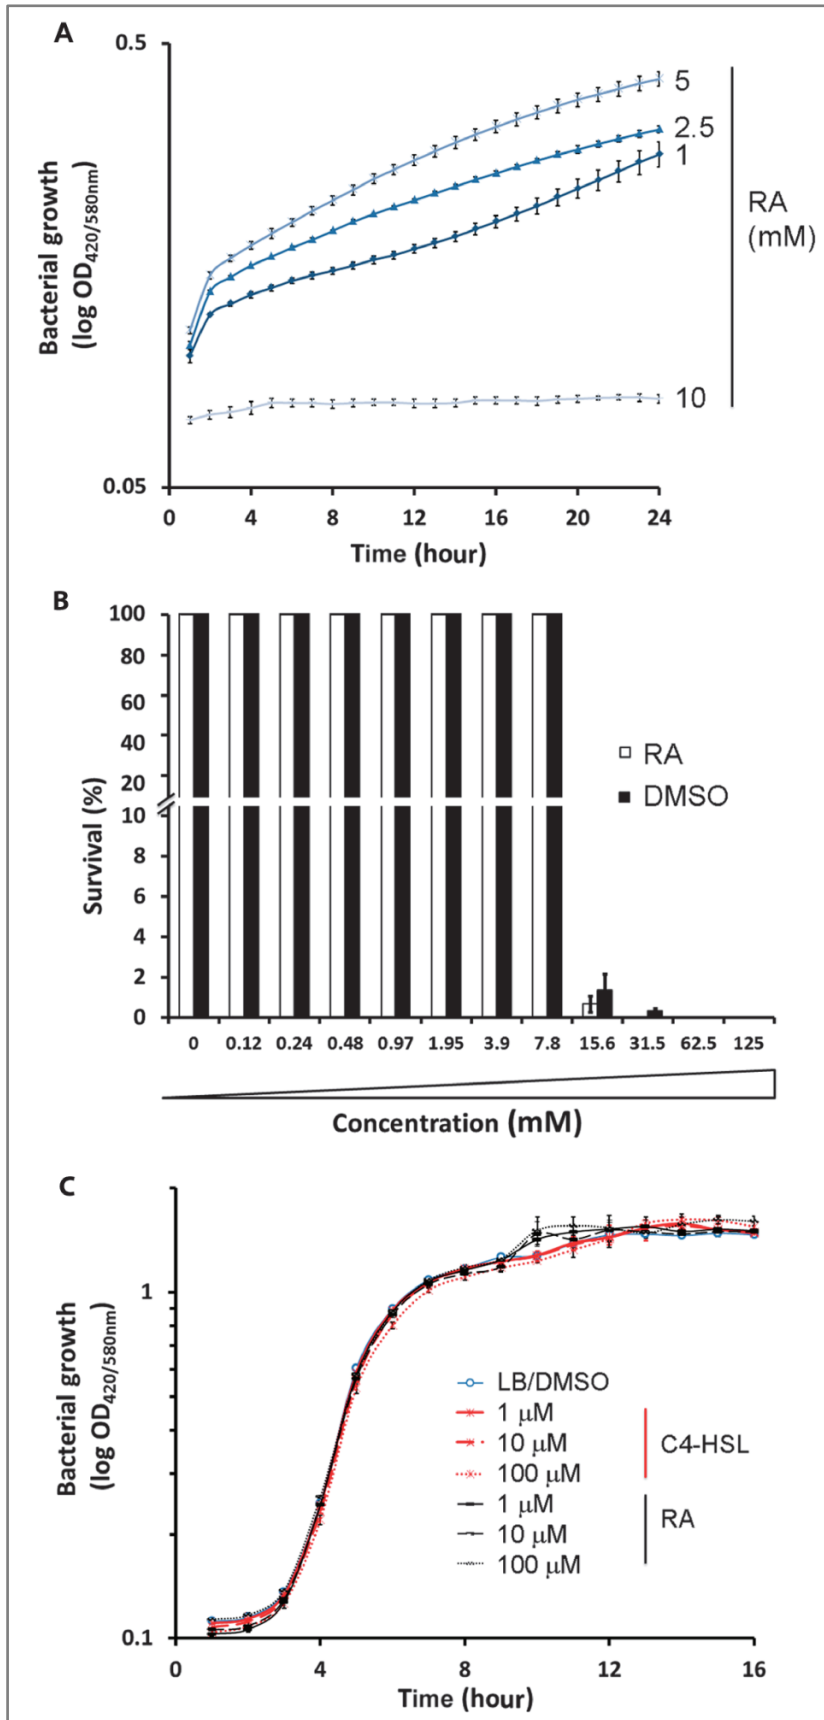 A
0.5
0.05
Bacterial growth
(log OD420/580nm)
5
2.5
1
10
RA
(mM)
0 4 8 12 16 20 24
Time (hour)
B
100
80
60
40
20
10
8
6
4
2
0
Survival (%)
RA
DMSO
0 0.12 0.24 0.48 0.97 1.95 3.9 7.8 15.6 31.5 62.5 125
Concentration (mM)
C
1
0.1
Bacterial growth
(log OD420/580nm)
LB/DMSO
1 μM
10 μM
100 μM
C4-HSL
1 μM
10 μM
100 μM
RA
0 4 8 12 16
Time (hour)